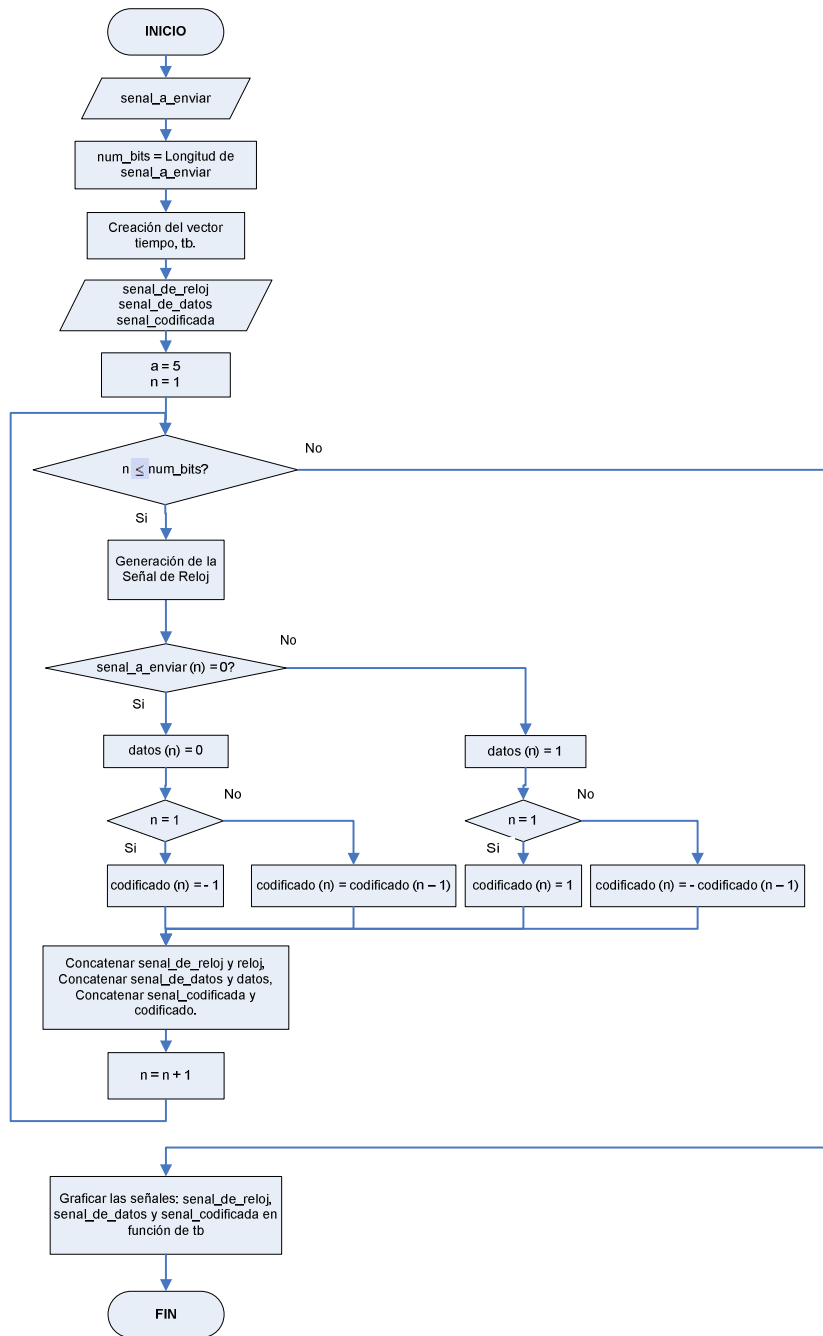 INICIO
senal_a_enviar
num_bits = Longitud de
senal_a_enviar
Creación del vector
tiempo, tb.
senal_de_reloj
senal_de_datos
senal_codificada
a = 5
n = 1
n ≤ num_bits?
No
Si
Generación de la
Señal de Reloj
senal_a_enviar (n) = 0?
No
Si
datos (n) = 0
datos (n) = 1
n = 1
No
Si
n = 1
No
Si
codificado (n) = - 1
codificado (n) = codificado (n – 1)
codificado (n) = 1
codificado (n) = - codificado (n – 1)
Concatenar senal_de_reloj y reloj,
Concatenar senal_de_datos y datos,
Concatenar senal_codificada y
codificado.
n = n + 1
Graficar las señales: senal_de_reloj,
senal_de_datos y senal_codificada en
función de tb
FIN